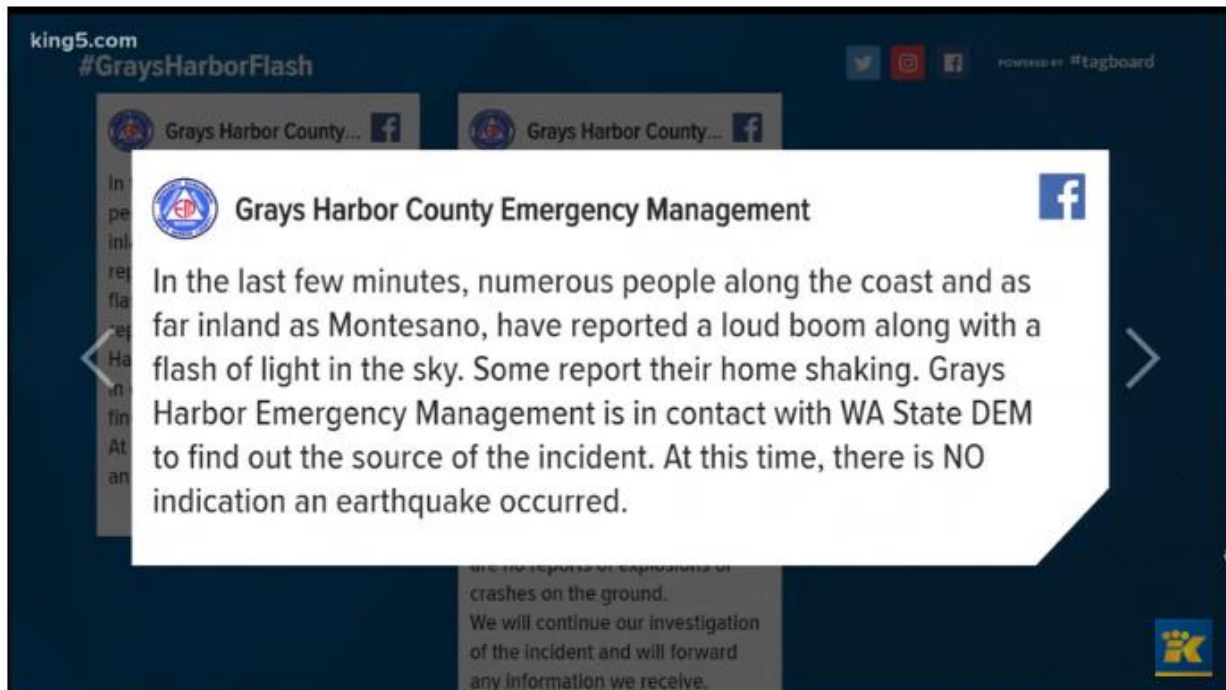 king5.com
#GraysHarborFlash
POWERED BY #tagboard
Grays Harbor County...
Grays Harbor County...
Grays Harbor County Emergency Management
In the last few minutes, numerous people along the coast and as
far inland as Montesano, have reported a loud boom along with a
flash of light in the sky. Some report their home shaking. Grays
Harbor Emergency Management is in contact with WA State DEM
to find out the source of the incident. At this time, there is NO
indication an earthquake occurred.
are no reports of explosions or
crashes on the ground.
We will continue our investigation
of the incident and will forward
any information we receive.